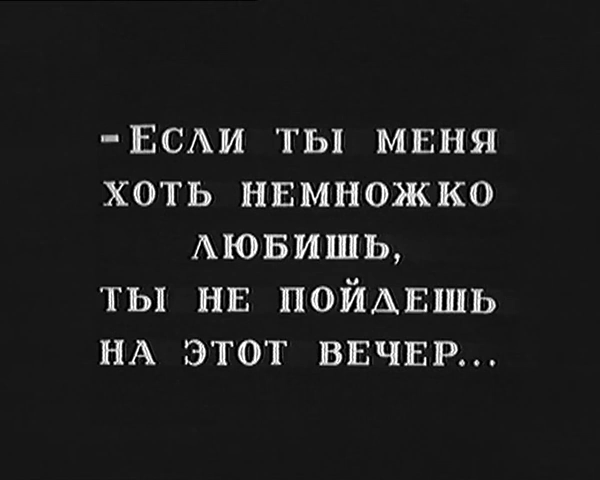 -Если ты меня
хоть немножко
любишь,
ты не пойдешь
на этот вечер...